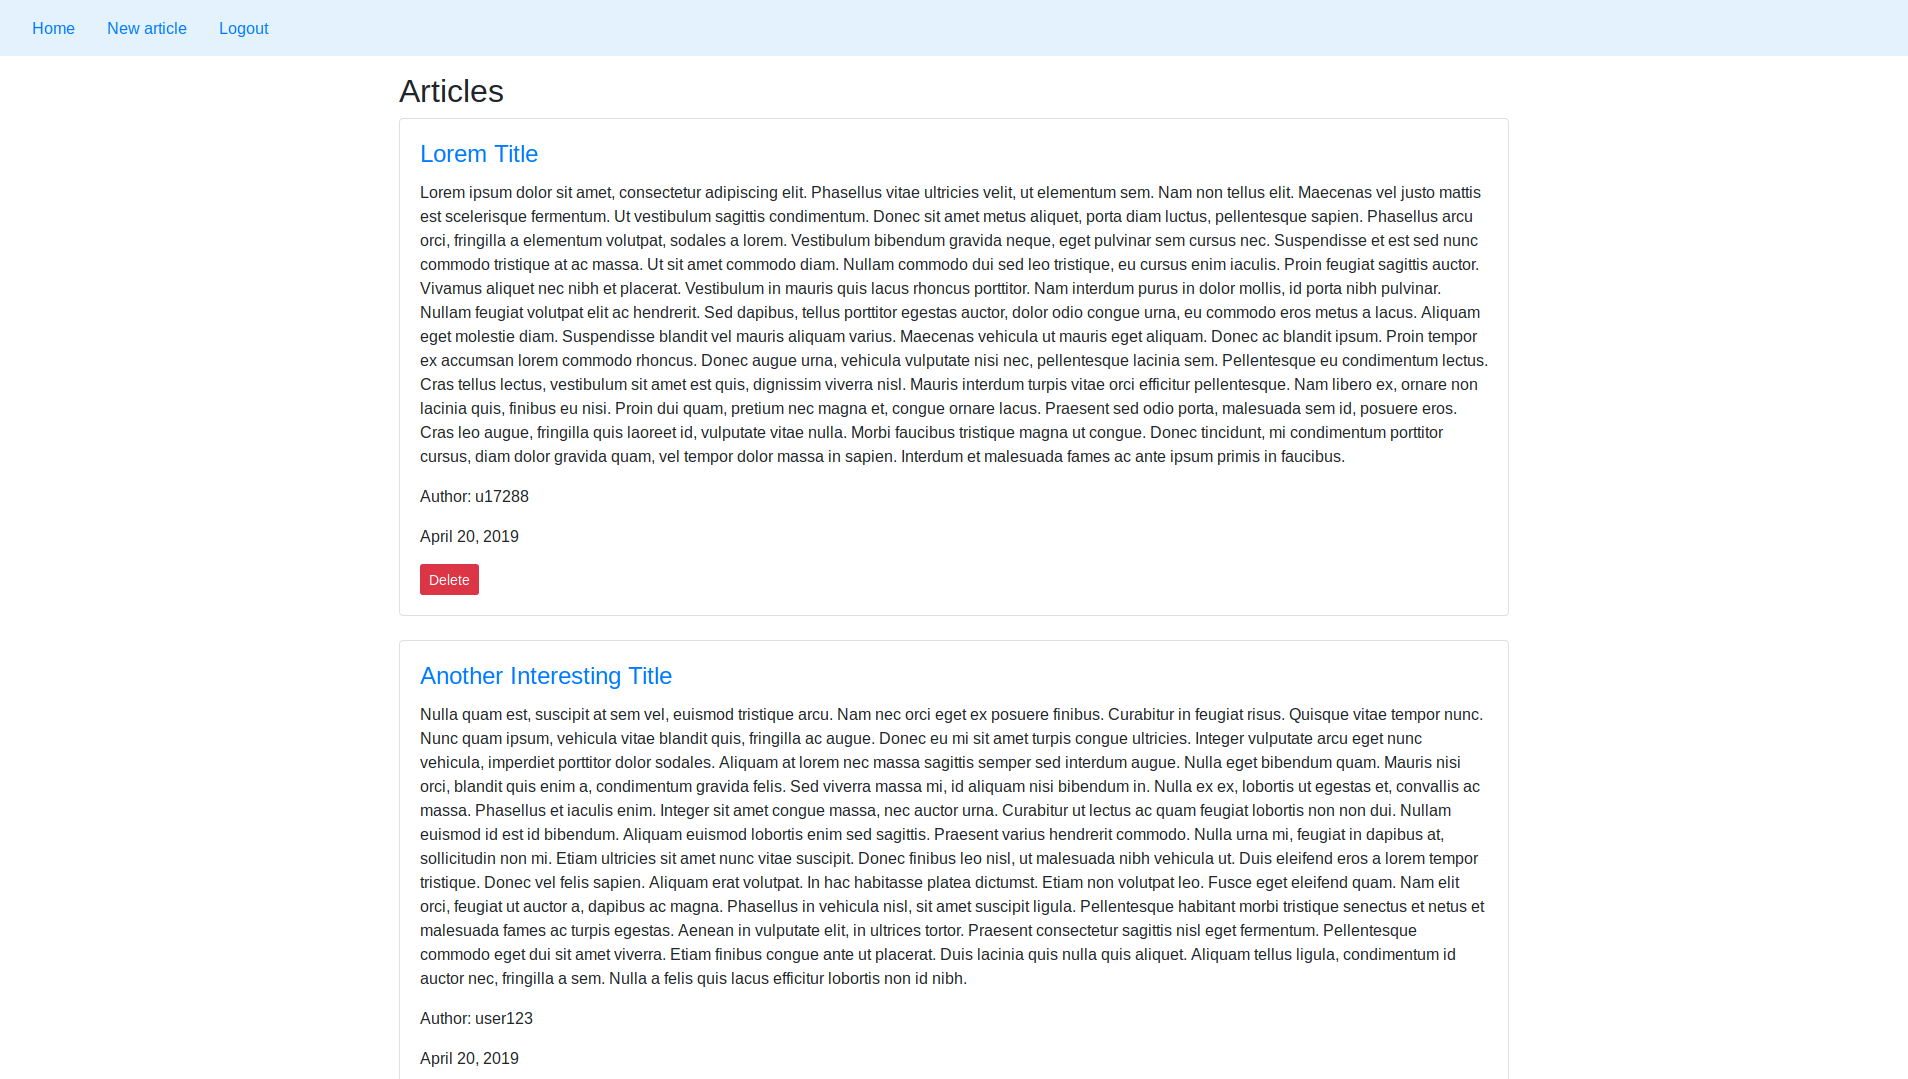 Home New article Logout
Articles
Lorem Title
Lorem ipsum dolor sit amet, consectetur adipiscing elit. Phasellus vitae ultricies velit, ut elementum sem. Nam non tellus elit. Maecenas vel justo mattis
est scelerisque fermentum. Ut vestibulum sagittis condimentum. Donec sit amet metus aliquet, porta diam luctus, pellentesque sapien. Phasellus arcu
orci, fringilla a elementum volutpat, sodales a lorem. Vestibulum bibendum gravida neque, eget pulvinar sem cursus nec. Suspendisse et est sed nunc
commodo tristique at ac massa. Ut sit amet commodo diam. Nullam commodo dui sed leo tristique, eu cursus enim iaculis. Proin feugiat sagittis auctor.
Vivamus aliquet nec nibh et placerat. Vestibulum in mauris quis lacus rhoncus porttitor. Nam interdum purus in dolor mollis, id porta nibh pulvinar.
Nullam feugiat volutpat elit ac hendrerit. Sed dapibus, tellus porttitor egestas auctor, dolor odio congue urna, eu commodo eros metus a lacus. Aliquam
eget molestie diam. Suspendisse blandit vel mauris aliquam varius. Maecenas vehicula ut mauris eget aliquam. Donec ac blandit ipsum. Proin tempor
ex accumsan lorem commodo rhoncus. Donec augue urna, vehicula vulputate nisi nec, pellentesque lacinia sem. Pellentesque eu condimentum lectus.
Cras tellus lectus, vestibulum sit amet est quis, dignissim viverra nisl. Mauris interdum turpis vitae orci efficitur pellentesque. Nam libero ex, ornare non
lacinia quis, finibus eu nisi. Proin dui quam, pretium nec magna et, congue ornare lacus. Praesent sed odio porta, malesuada sem id, posuere eros.
Cras leo augue, fringilla quis laoreet id, vulputate vitae nulla. Morbi faucibus tristique magna ut congue. Donec tincidunt, mi condimentum porttitor
cursus, diam dolor gravida quam, vel tempor dolor massa in sapien. Interdum et malesuada fames ac ante ipsum primis in faucibus.
Author: u17288
April 20, 2019
Delete
Another Interesting Title
Nulla quam est, suscipit at sem vel, euismod tristique arcu. Nam nec orci eget ex posuere finibus. Curabitur in feugiat risus. Quisque vitae tempor nunc.
Nunc quam ipsum, vehicula vitae blandit quis, fringilla ac augue. Donec eu mi sit amet turpis congue ultricies. Integer vulputate arcu eget nunc
vehicula, imperdiet porttitor dolor sodales. Aliquam at lorem nec massa sagittis semper sed interdum augue. Nulla eget bibendum quam. Mauris nisi
orci, blandit quis enim a, condimentum gravida felis. Sed viverra massa mi, id aliquam nisi bibendum in. Nulla ex ex, lobortis ut egestas et, convallis ac
massa. Phasellus et iaculis enim. Integer sit amet congue massa, nec auctor urna. Curabitur ut lectus ac quam feugiat lobortis non non dui. Nullam
euismod id est id bibendum. Aliquam euismod lobortis enim sed sagittis. Praesent varius hendrerit commodo. Nulla urna mi, feugiat in dapibus at,
sollicitudin non mi. Etiam ultricies sit amet nunc vitae suscipit. Donec finibus leo nisl, ut malesuada nibh vehicula ut. Duis eleifend eros a lorem tempor
tristique. Donec vel felis sapien. Aliquam erat volutpat. In hac habitasse platea dictumst. Etiam non volutpat leo. Fusce eget eleifend quam. Nam elit
orci, feugiat ut auctor a, dapibus ac magna. Phasellus in vehicula nisl, sit amet suscipit ligula. Pellentesque habitant morbi tristique senectus et netus et
malesuada fames ac turpis egestas. Aenean in vulputate elit, in ultrices tortor. Praesent consectetur sagittis nisl eget fermentum. Pellentesque
commodo eget dui sit amet viverra. Etiam finibus congue ante ut placerat. Duis lacinia quis nulla quis aliquet. Aliquam tellus ligula, condimentum id
auctor nec, fringilla a sem. Nulla a felis quis lacus efficitur lobortis non id nibh.
Author: user123
April 20, 2019